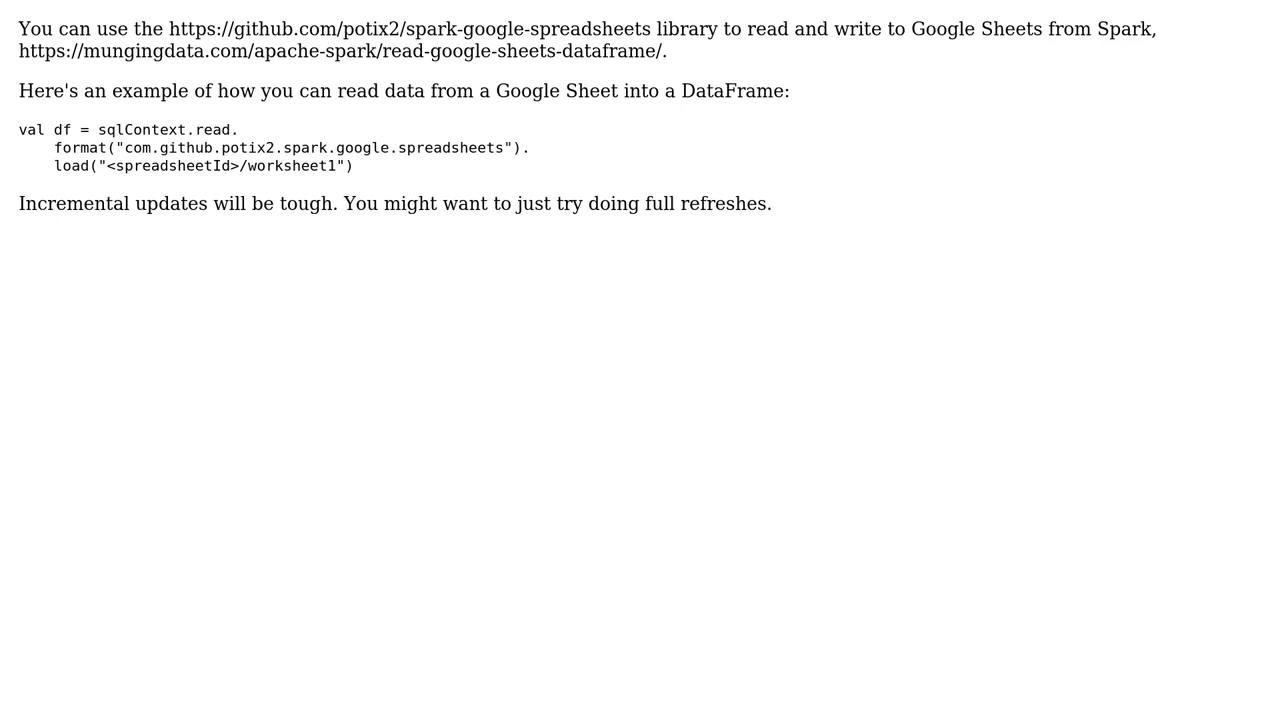 You can use the https://github.com/potix2/spark-google-spreadsheets library to read and write to Google Sheets from Spark,
https://mungingdata.com/apache-spark/read-google-sheets-dataframe/.
Here's an example of how you can read data from a Google Sheet into a DataFrame:
val df = sqlContext.read.
    format("com.github.potix2.spark.google.spreadsheets").
    load("<spreadsheetId>/worksheet1")
Incremental updates will be tough. You might want to just try doing full refreshes.